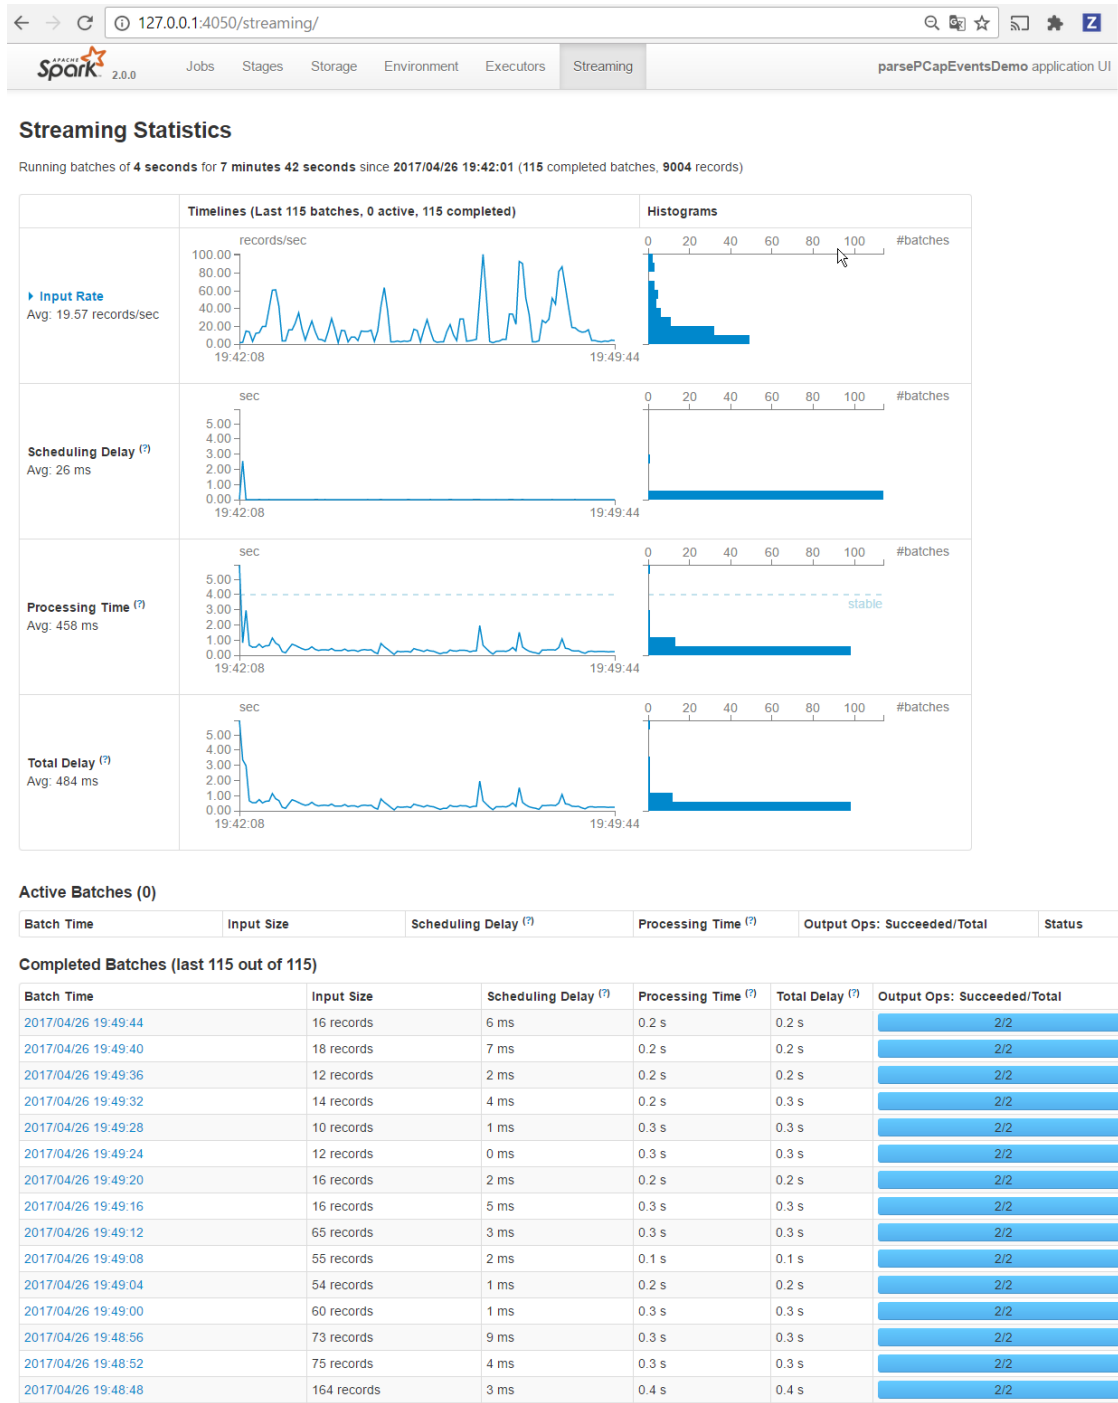 127.0.0.1:4050/streaming/
APACHE Spark 2.0.0 Jobs Stages Storage Environment Executors Streaming parsePCapEventsDemo application UI
Streaming Statistics
Running batches of 4 seconds for 7 minutes 42 seconds since 2017/04/26 19:42:01 (115 completed batches, 9004 records)
Timelines (Last 115 batches, 0 active, 115 completed) Histograms
Input Rate
Avg: 19.57 records/sec
records/sec
100.00
80.00
60.00
40.00
20.00
0.00
19:42:08 19:49:44
0 20 40 60 80 100 #batches
Scheduling Delay (?)
Avg: 26 ms
sec
5.00
4.00
3.00
2.00
1.00
0.00
19:42:08 19:49:44
0 20 40 60 80 100 #batches
Processing Time (?)
Avg: 458 ms
sec
5.00
4.00
3.00
2.00
1.00
0.00
19:42:08 19:49:44
0 20 40 60 80 100 #batches
stable
Total Delay (?)
Avg: 484 ms
sec
5.00
4.00
3.00
2.00
1.00
0.00
19:42:08 19:49:44
0 20 40 60 80 100 #batches
Active Batches (0)
Batch Time Input Size Scheduling Delay (?) Processing Time (?) Output Ops: Succeeded/Total Status
Completed Batches (last 115 out of 115)
Batch Time Input Size Scheduling Delay (?) Processing Time (?) Total Delay (?) Output Ops: Succeeded/Total
2017/04/26 19:49:44 16 records 6 ms 0.2 s 0.2 s 2/2
2017/04/26 19:49:40 18 records 7 ms 0.2 s 0.2 s 2/2
2017/04/26 19:49:36 12 records 2 ms 0.2 s 0.2 s 2/2
2017/04/26 19:49:32 14 records 4 ms 0.2 s 0.3 s 2/2
2017/04/26 19:49:28 10 records 1 ms 0.3 s 0.3 s 2/2
2017/04/26 19:49:24 12 records 0 ms 0.3 s 0.3 s 2/2
2017/04/26 19:49:20 16 records 2 ms 0.2 s 0.2 s 2/2
2017/04/26 19:49:16 16 records 5 ms 0.3 s 0.3 s 2/2
2017/04/26 19:49:12 65 records 3 ms 0.3 s 0.3 s 2/2
2017/04/26 19:49:08 55 records 2 ms 0.1 s 0.1 s 2/2
2017/04/26 19:49:04 54 records 1 ms 0.2 s 0.2 s 2/2
2017/04/26 19:49:00 60 records 1 ms 0.3 s 0.3 s 2/2
2017/04/26 19:48:56 73 records 9 ms 0.3 s 0.3 s 2/2
2017/04/26 19:48:52 75 records 4 ms 0.3 s 0.3 s 2/2
2017/04/26 19:48:48 164 records 3 ms 0.4 s 0.4 s 2/2